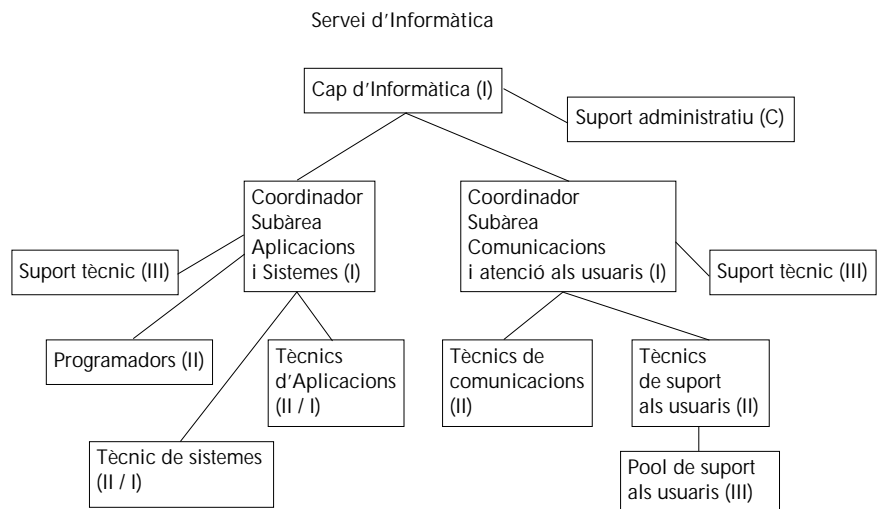 Servei d'Informàtica
Cap d'Informàtica (I)
Suport administratiu (C)
Coordinador
Subàrea
Aplicacions
i Sistemes (I)
Coordinador
Subàrea
Comunicacions
i atenció als usuaris (I)
Suport tècnic (III)
Suport tècnic (III)
Programadors (II)
Tècnics
d'Aplicacions
(II / I)
Tècnics de
comunicacions
(II)
Tècnics
de suport
als usuaris (II)
Tècnic de sistemes
(II / I)
Pool de suport
als usuaris (III)